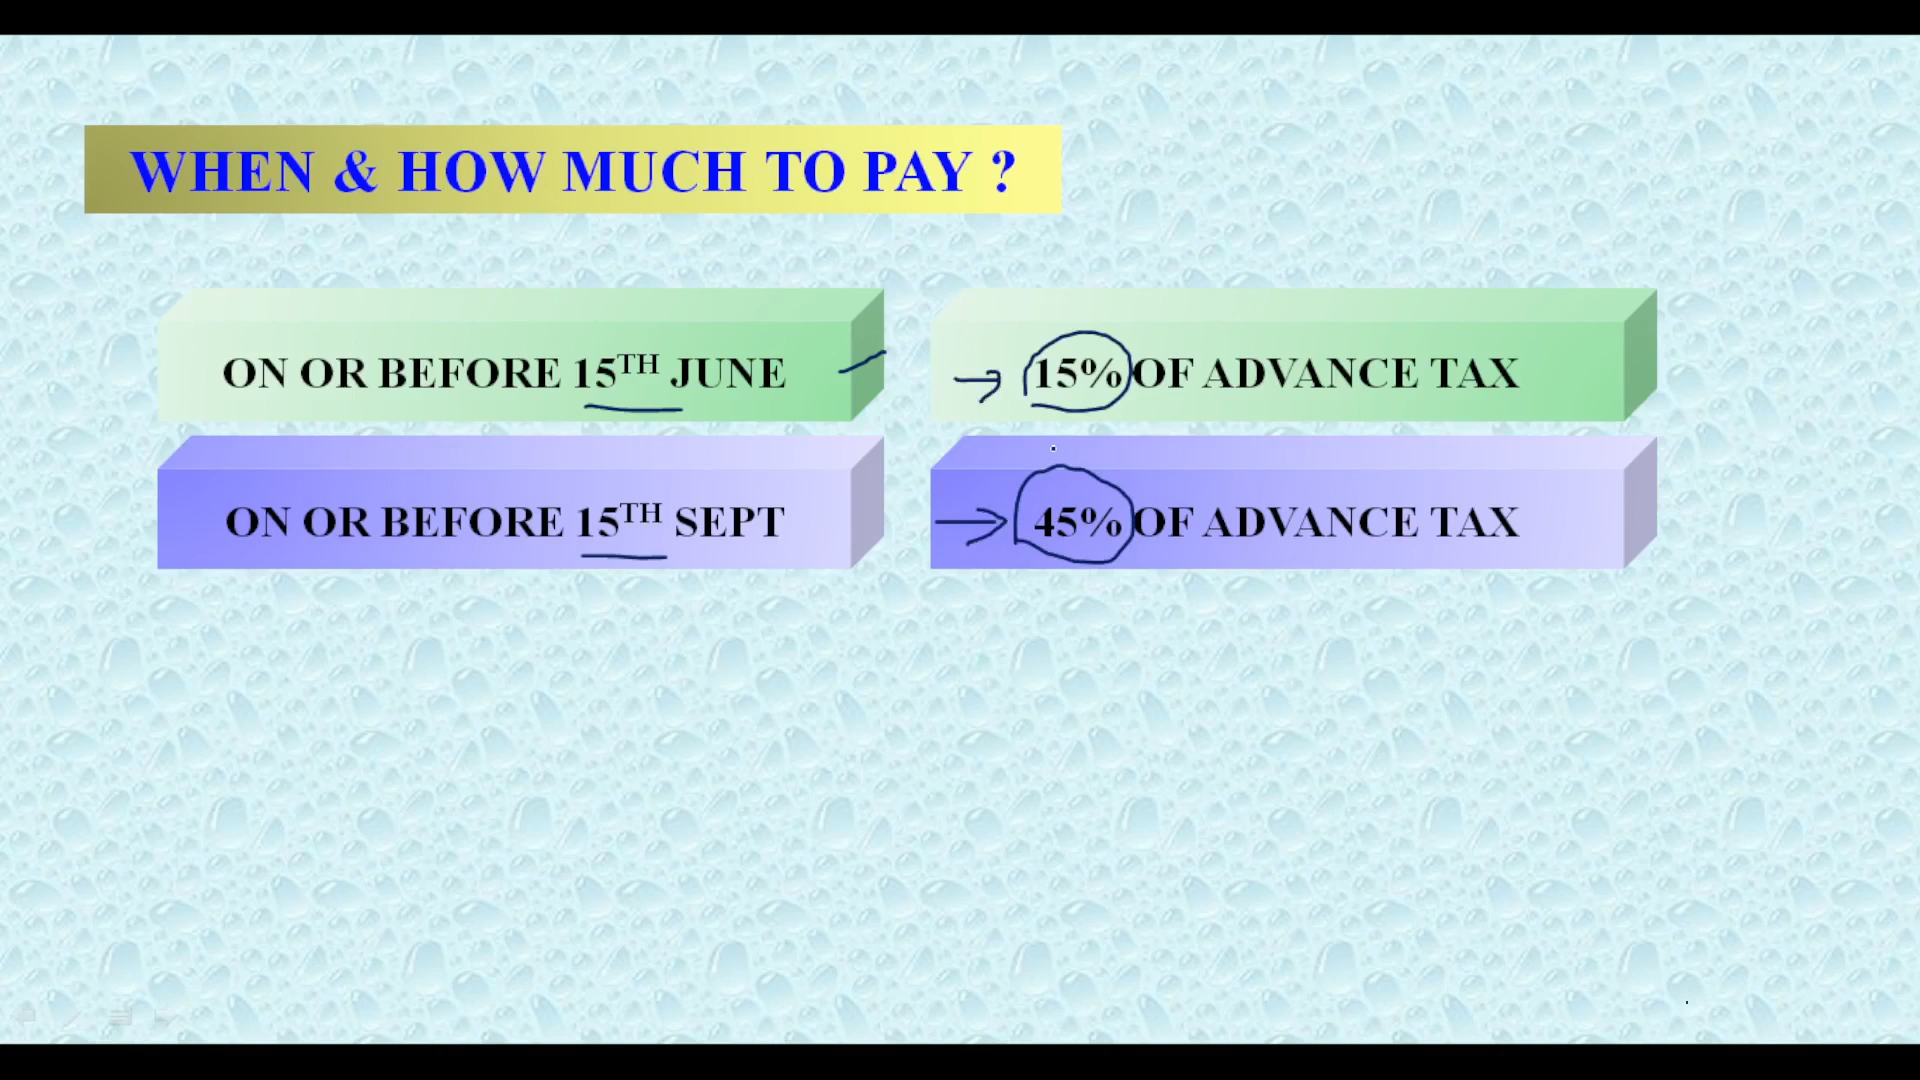 WHEN & HOW MUCH TO PAY ?
ON OR BEFORE 15TH JUNE
15% OF ADVANCE TAX
ON OR BEFORE 15TH SEPT
45% OF ADVANCE TAX